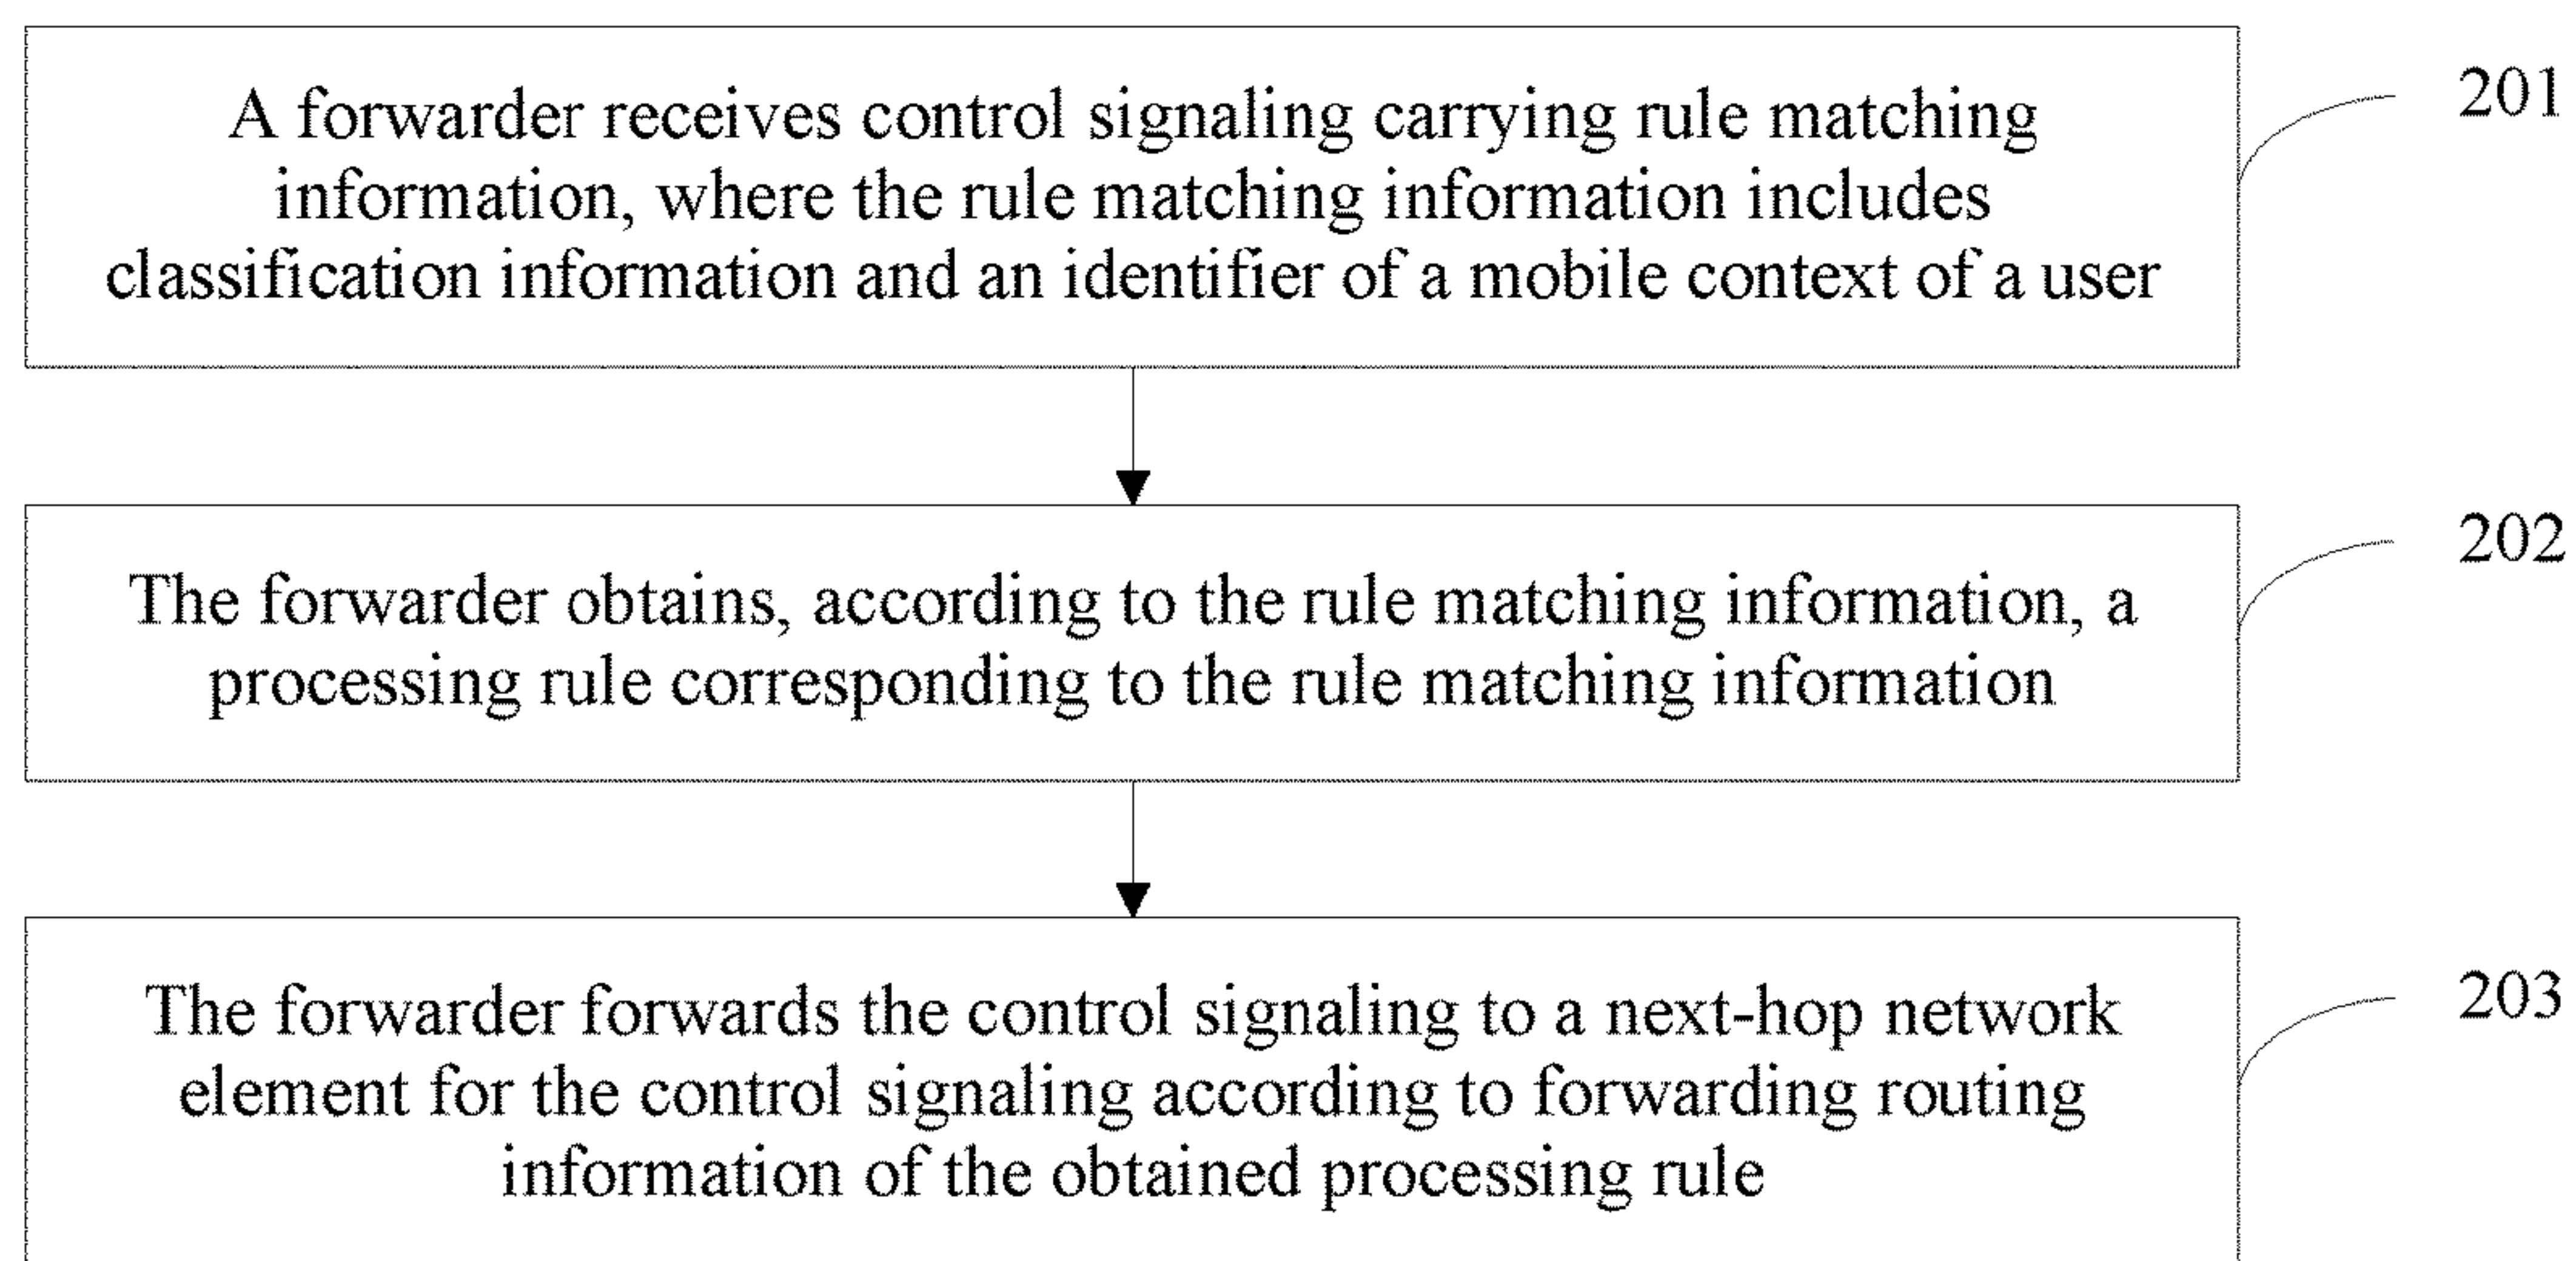 A forwarder receives control signaling carrying rule matching
information, where the rule matching information includes
classification information and an identifier of a mobile context of a user
201
The forwarder obtains, according to the rule matching information, a
processing rule corresponding to the rule matching information
202
The forwarder forwards the control signaling to a next-hop network
element for the control signaling according to forwarding routing
information of the obtained processing rule
203